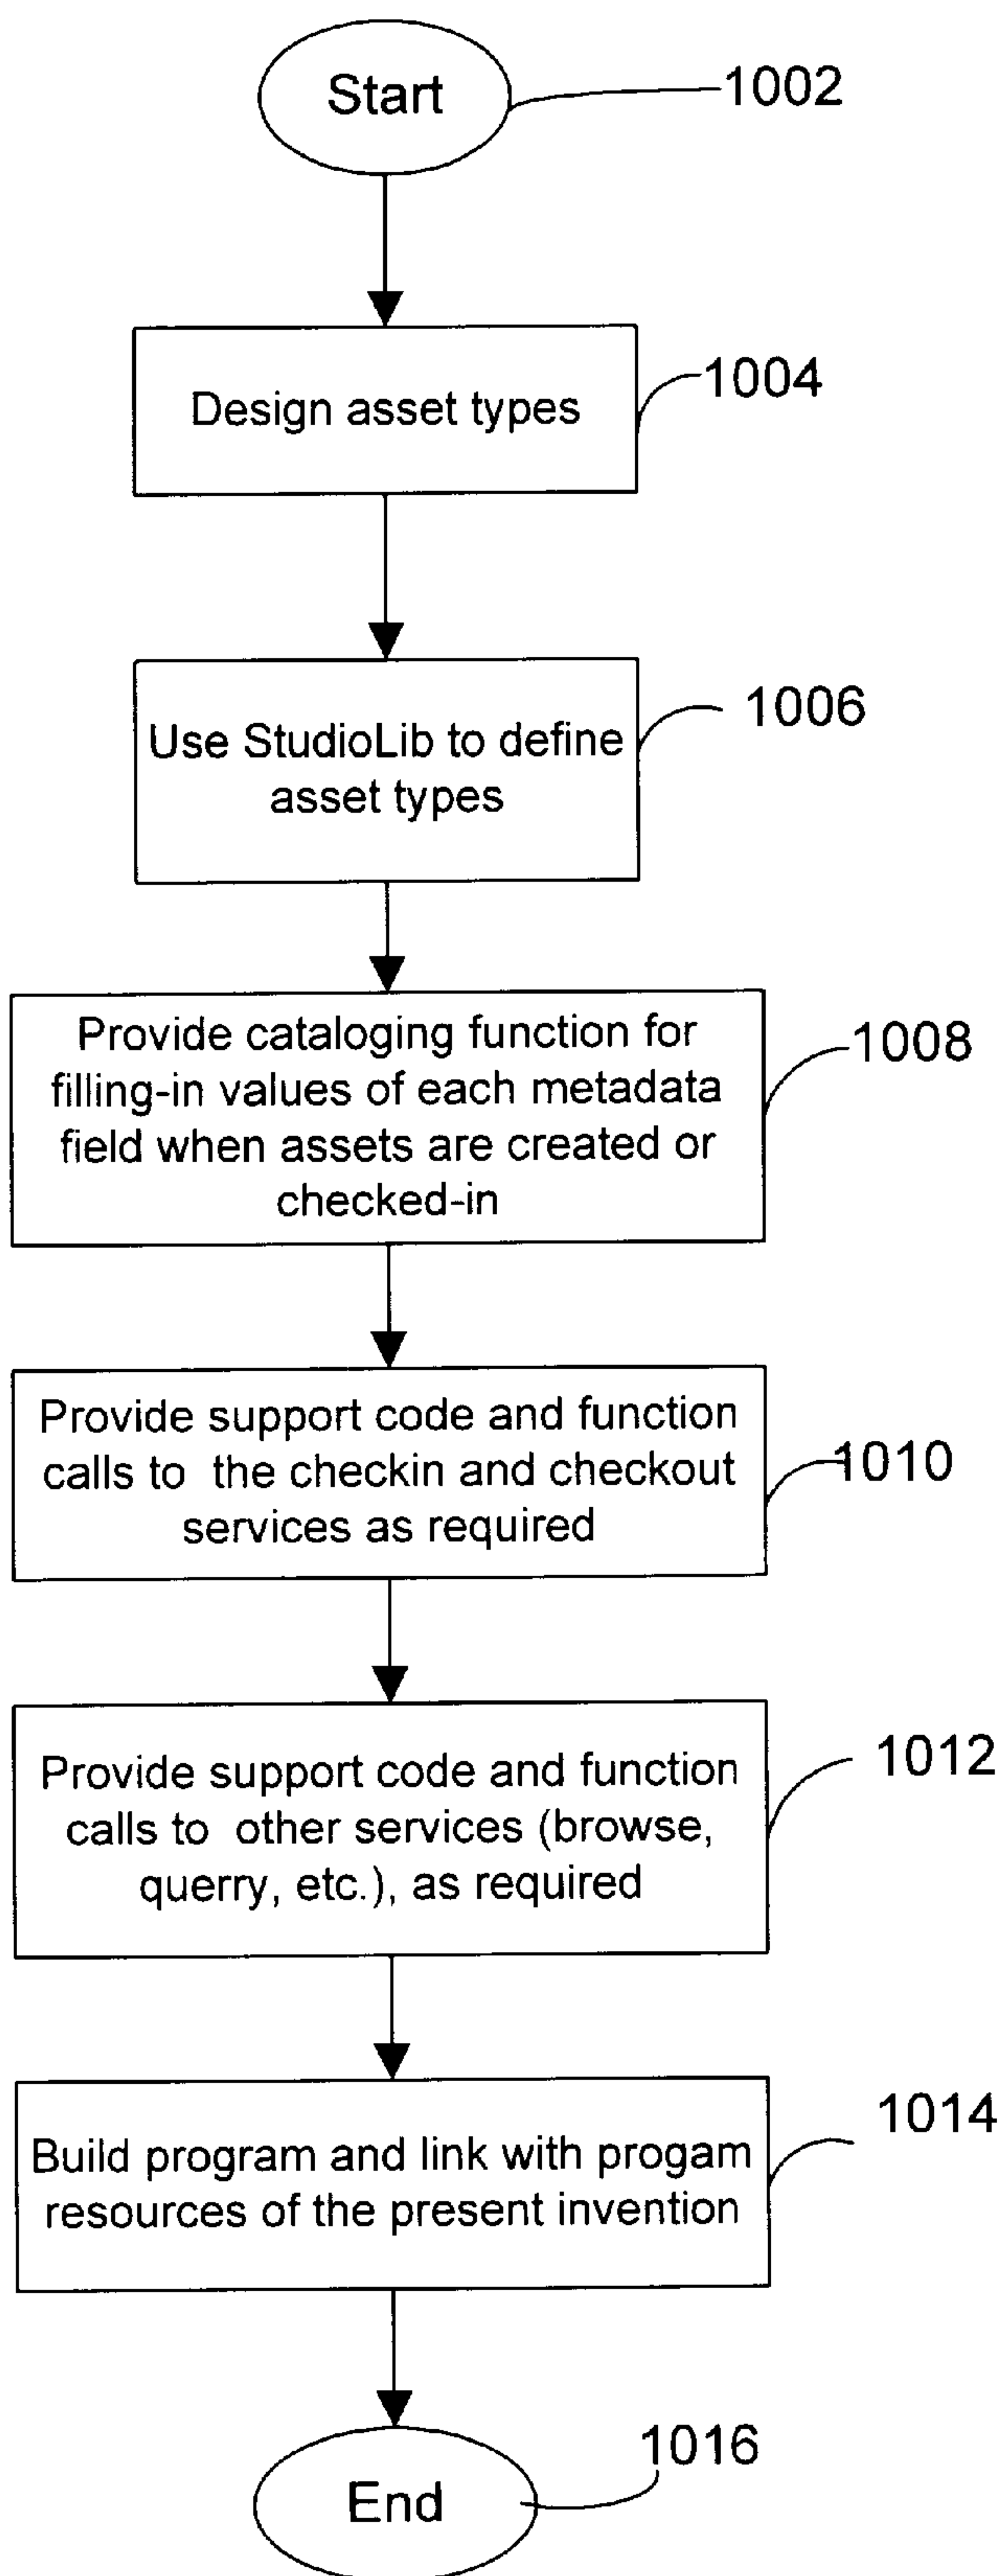 Start
1002
Design asset types
1004
Use StudioLib to define
asset types
1006
Provide cataloging function for
filling-in values of each metadata
field when assets are created or
checked-in
1008
Provide support code and function
calls to the checkin and checkout
services as required
1010
Provide support code and function
calls to other services (browse,
querry, etc.), as required
1012
Build program and link with progam
resources of the present invention
1014
End
1016